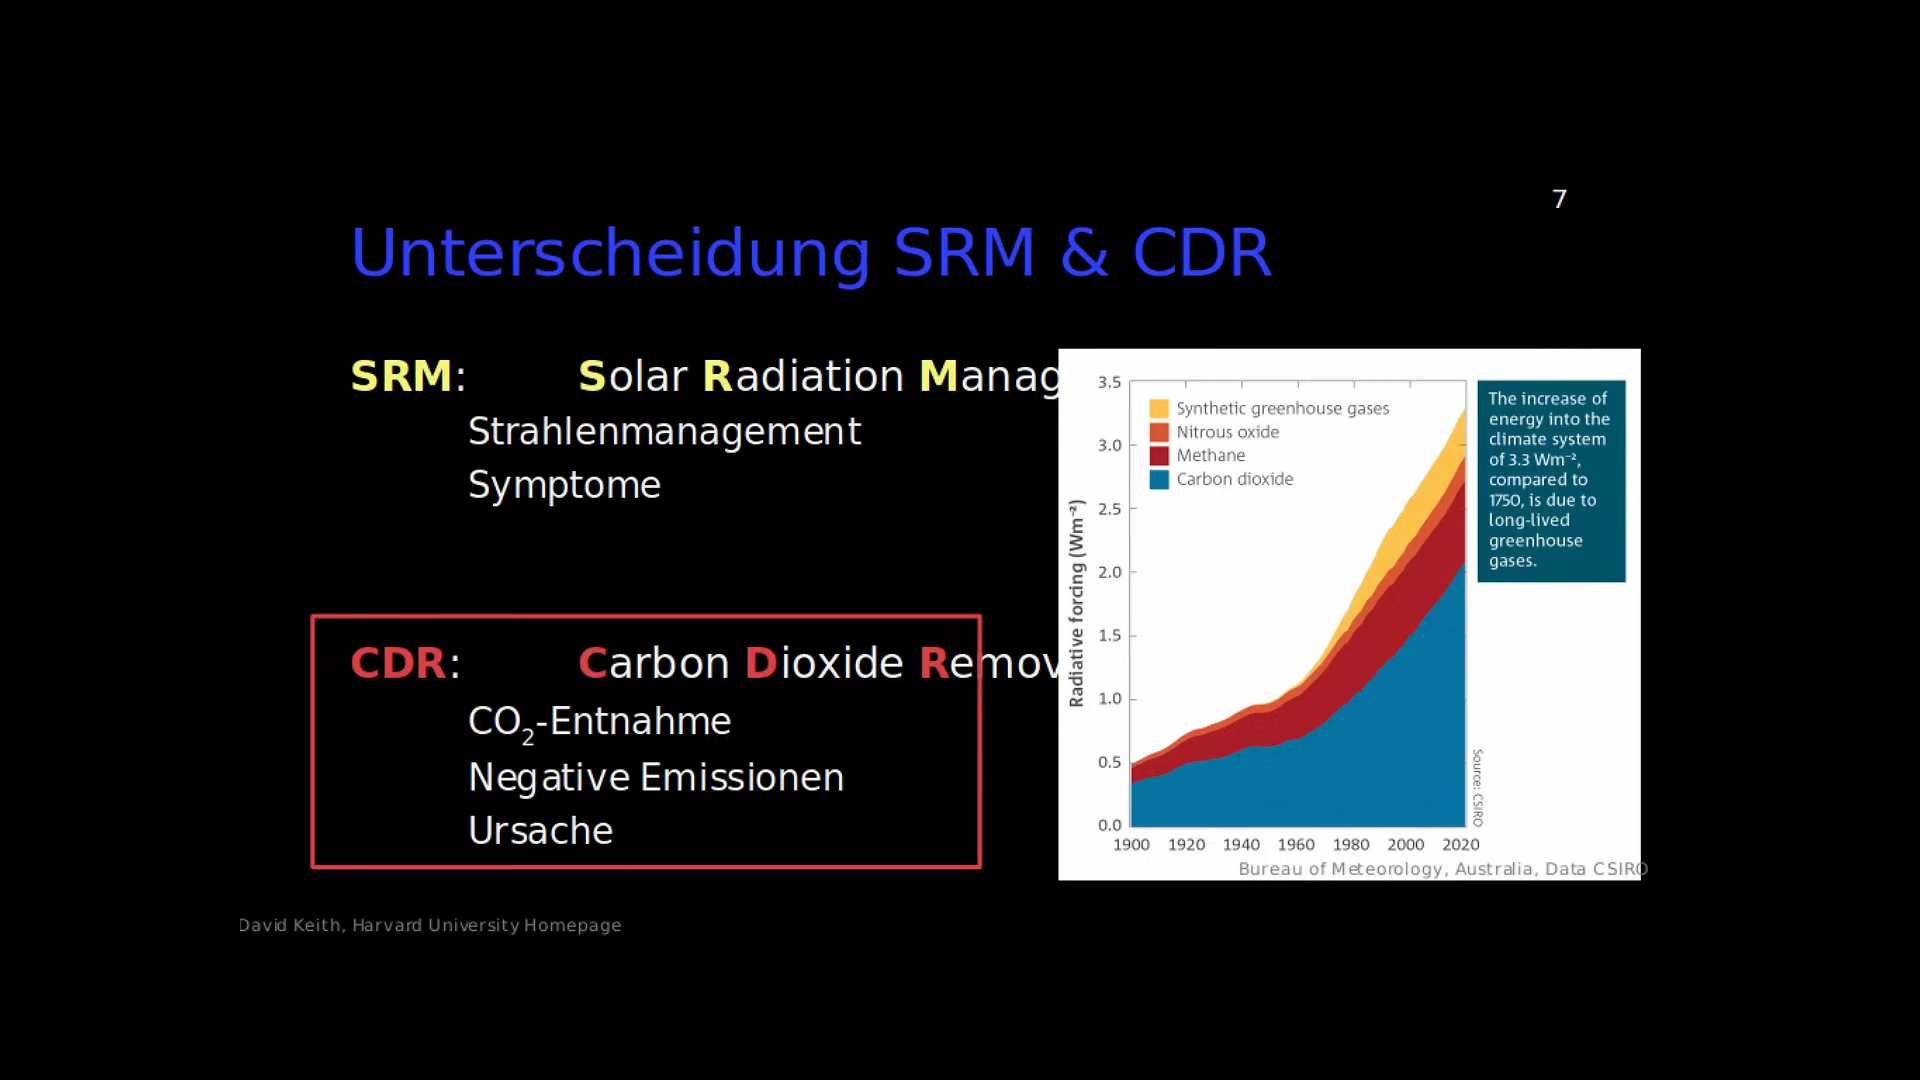 7
Unterscheidung SRM & CDR
SRM: Solar Radiation Manag
Strahlenmanagement
Symptome
CDR: Carbon Dioxide Remov
CO₂-Entnahme
Negative Emissionen
Ursache
3.5
3.0
2.5
2.0
1.5
1.0
0.5
0.0
Radiative forcing (Wm⁻²)
Synthetic greenhouse gases
Nitrous oxide
Methane
Carbon dioxide
1900 1920 1940 1960 1980 2000 2020
The increase of
energy into the
climate system
of 3.3 Wm⁻²,
compared to
1750, is due to
long-lived
greenhouse
gases.
Source: CSIRO
Bureau of Meteorology, Australia, Data CSIRO
David Keith, Harvard University Homepage